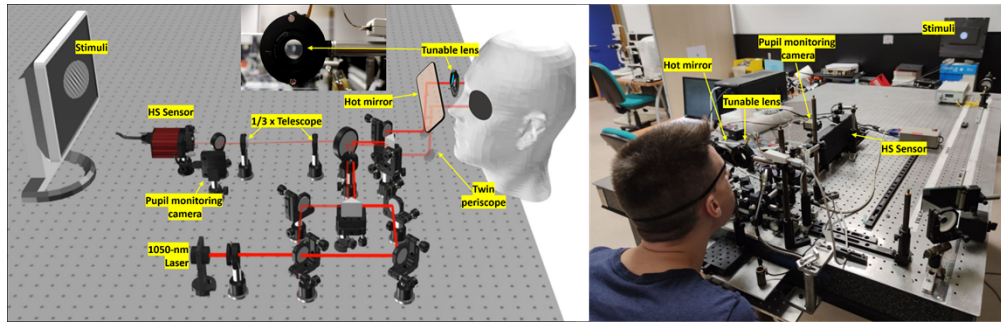 Stimuli
HS Sensor
1/3 x Telescope
Tunable lens
Hot mirror
Pupil monitoring
camera
Twin
periscope
1050-nm
Laser
Stimuli
Pupil monitoring
camera
Hot mirror
Tunable lens
HS Sensor